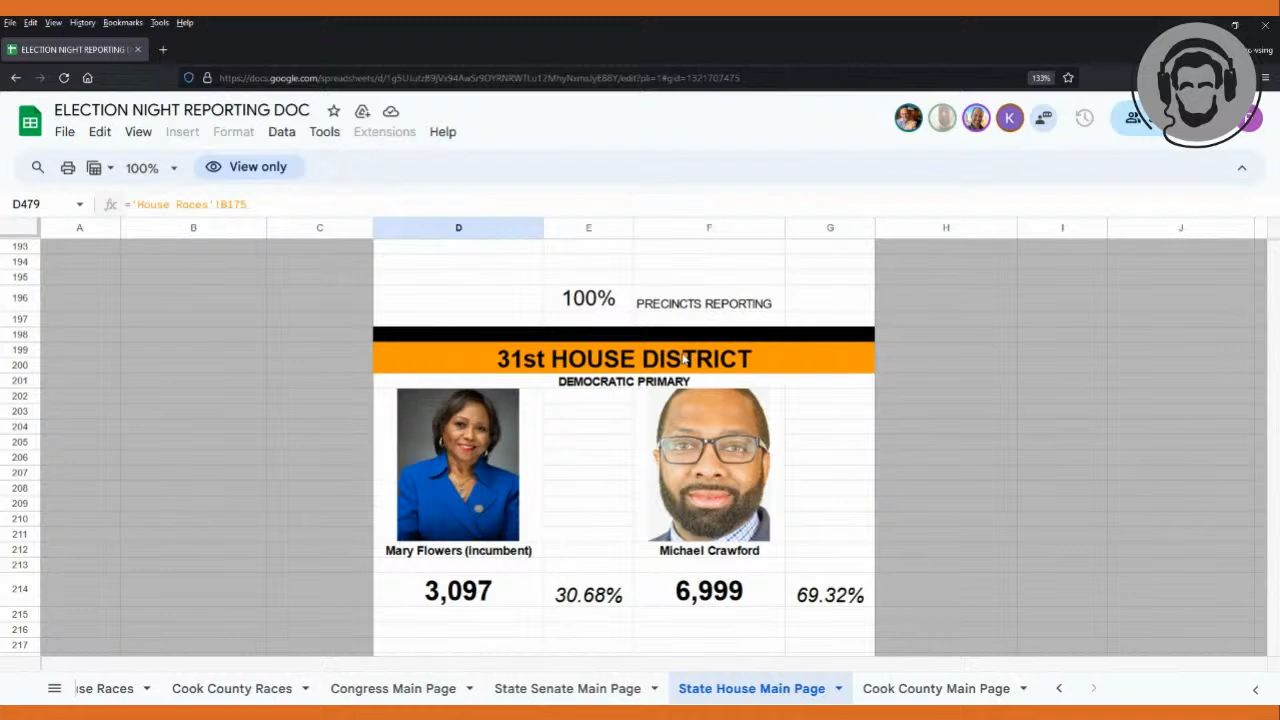 File Edit View History Bookmarks Tools Help
ELECTION NIGHT REPORTING
133%
ELECTION NIGHT REPORTING DOC
File Edit View Insert Format Data Tools Extensions Help
K
100% View only
D479 fx ='House Races'!B175
A B C D E F G H I J
193
194
195
196 100% PRECINCTS REPORTING
197
198
199 31st HOUSE DISTRICT
200
201 DEMOCRATIC PRIMARY
202
203
204
205
206
207
208
209
210
211
212 Mary Flowers (incumbent) Michael Crawford
213
214 3,097 30.68% 6,999 69.32%
215
216
217
use Races Cook County Races Congress Main Page State Senate Main Page State House Main Page Cook County Main Page